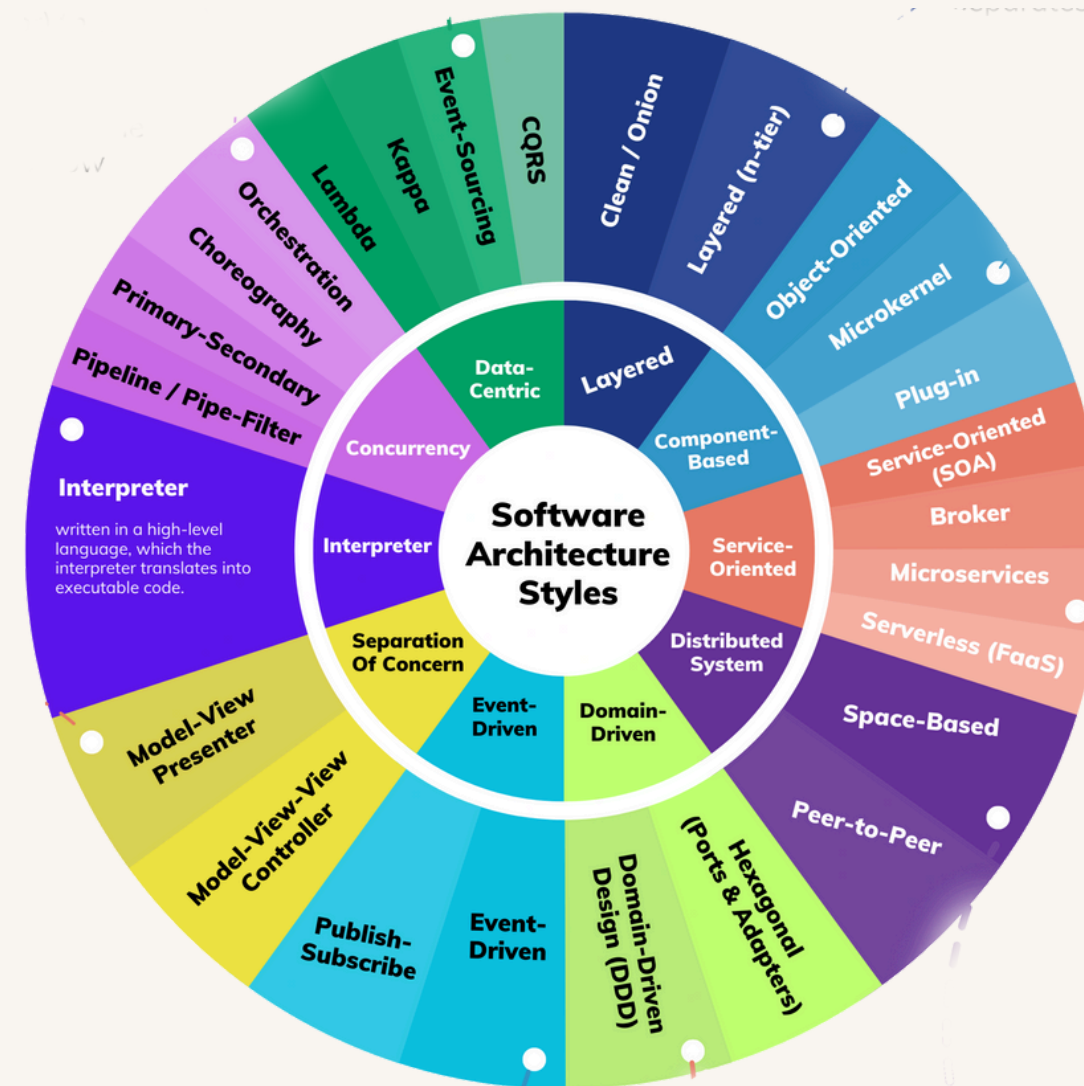 Software
Architecture
Styles
Layered
Clean / Onion
Layered (n-tier)
Component-
Based
Object-Oriented
Microkernel
Plug-in
Service-
Oriented
Service-Oriented
(SOA)
Broker
Microservices
Serverless (FaaS)
Distributed
System
Space-Based
Peer-to-Peer
Domain-
Driven
Hexagonal
(Ports & Adapters)
Domain-Driven
Design (DDD)
Event-
Driven
Event-
Driven
Publish-
Subscribe
Separation
Of Concern
Model-View-View
Controller
Model-View
Presenter
Interpreter
Interpreter
written in a high-level
language, which the
interpreter translates into
executable code.
Concurrency
Pipeline / Pipe-Filter
Primary-Secondary
Choreography
Orchestration
Data-
Centric
Lambda
Kappa
Event-Sourcing
CQRS